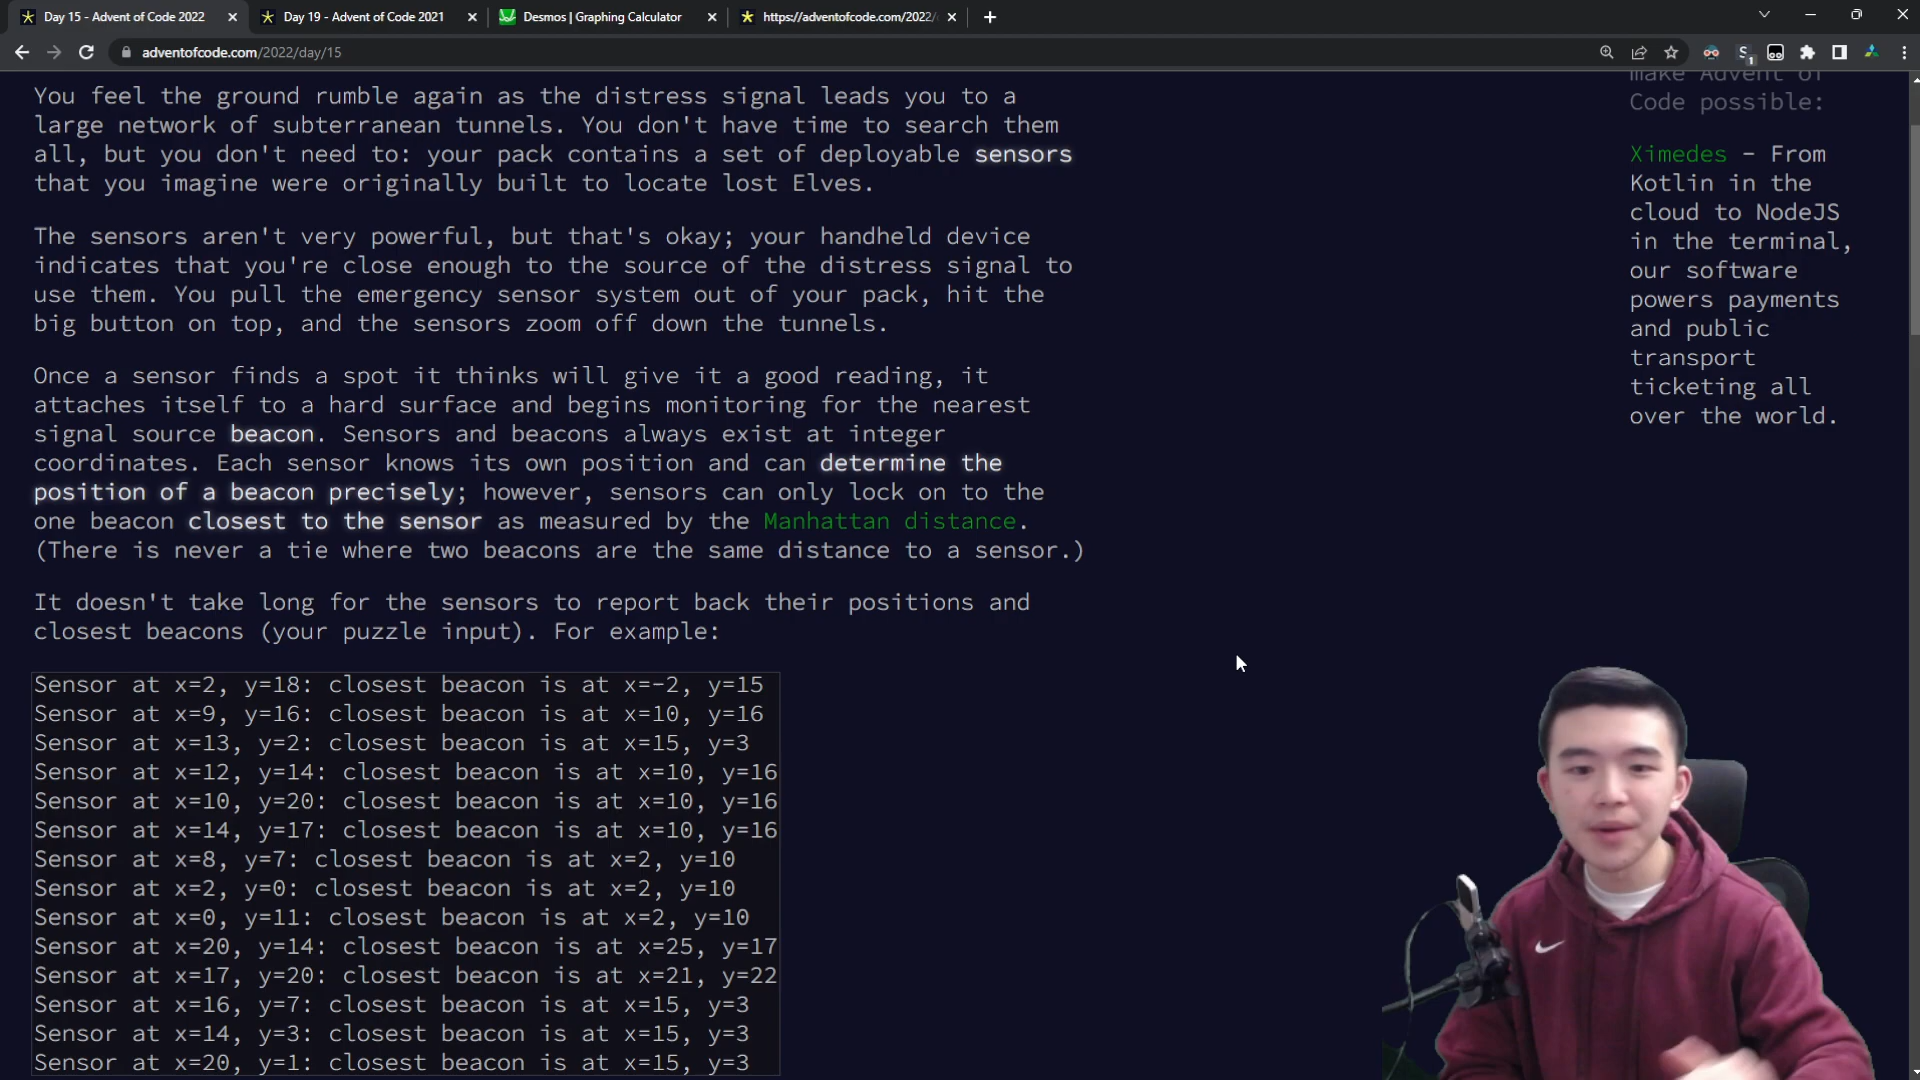 Day 15 - Advent of Code 2022
Day 19 - Advent of Code 2021
Desmos | Graphing Calculator
https://adventofcode.com/2022/
adventofcode.com/2022/day/15
You feel the ground rumble again as the distress signal leads you to a
large network of subterranean tunnels. You don't have time to search them
all, but you don't need to: your pack contains a set of deployable sensors
that you imagine were originally built to locate lost Elves.
The sensors aren't very powerful, but that's okay; your handheld device
indicates that you're close enough to the source of the distress signal to
use them. You pull the emergency sensor system out of your pack, hit the
big button on top, and the sensors zoom off down the tunnels.
Once a sensor finds a spot it thinks will give it a good reading, it
attaches itself to a hard surface and begins monitoring for the nearest
signal source beacon. Sensors and beacons always exist at integer
coordinates. Each sensor knows its own position and can determine the
position of a beacon precisely; however, sensors can only lock on to the
one beacon closest to the sensor as measured by the Manhattan distance.
(There is never a tie where two beacons are the same distance to a sensor.)
It doesn't take long for the sensors to report back their positions and
closest beacons (your puzzle input). For example:
Sensor at x=2, y=18: closest beacon is at x=-2, y=15
Sensor at x=9, y=16: closest beacon is at x=10, y=16
Sensor at x=13, y=2: closest beacon is at x=15, y=3
Sensor at x=12, y=14: closest beacon is at x=10, y=16
Sensor at x=10, y=20: closest beacon is at x=10, y=16
Sensor at x=14, y=17: closest beacon is at x=10, y=16
Sensor at x=8, y=7: closest beacon is at x=2, y=10
Sensor at x=2, y=0: closest beacon is at x=2, y=10
Sensor at x=0, y=11: closest beacon is at x=2, y=10
Sensor at x=20, y=14: closest beacon is at x=25, y=17
Sensor at x=17, y=20: closest beacon is at x=21, y=22
Sensor at x=16, y=7: closest beacon is at x=15, y=3
Sensor at x=14, y=3: closest beacon is at x=15, y=3
Sensor at x=20, y=1: closest beacon is at x=15, y=3
make Advent of
Code possible:
Ximedes - From
Kotlin in the
cloud to NodeJS
in the terminal,
our software
powers payments
and public
transport
ticketing all
over the world.